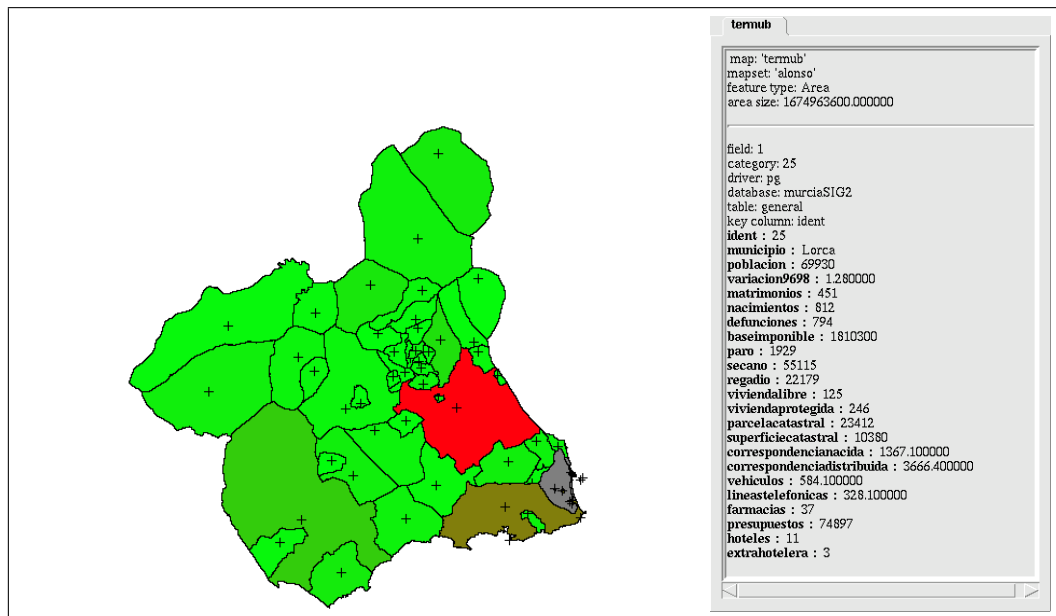 termub
map: 'termub'
mapset: 'alonso'
feature type: Area
area size: 1674963600.000000
field: 1
category: 25
driver: pg
database: murciaSIG2
table: general
key column: ident
ident : 25
municipio : Lorca
poblacion : 69930
variacion9698 : 1.280000
matrimonios : 451
nacimientos : 812
defunciones : 794
baseimponible : 1810300
paro : 1929
secano : 55115
regadio : 22179
viviendalibre : 125
viviendaprotegida : 246
parcelacatastral : 23412
superficiecatastral : 10380
correspondencianacida : 1367.100000
correspondenciadistribuida : 3666.400000
vehiculos : 584.100000
lineastelefonicas : 328.100000
farmacias : 37
presupuestos : 74897
hoteles : 11
extrahotelera : 3